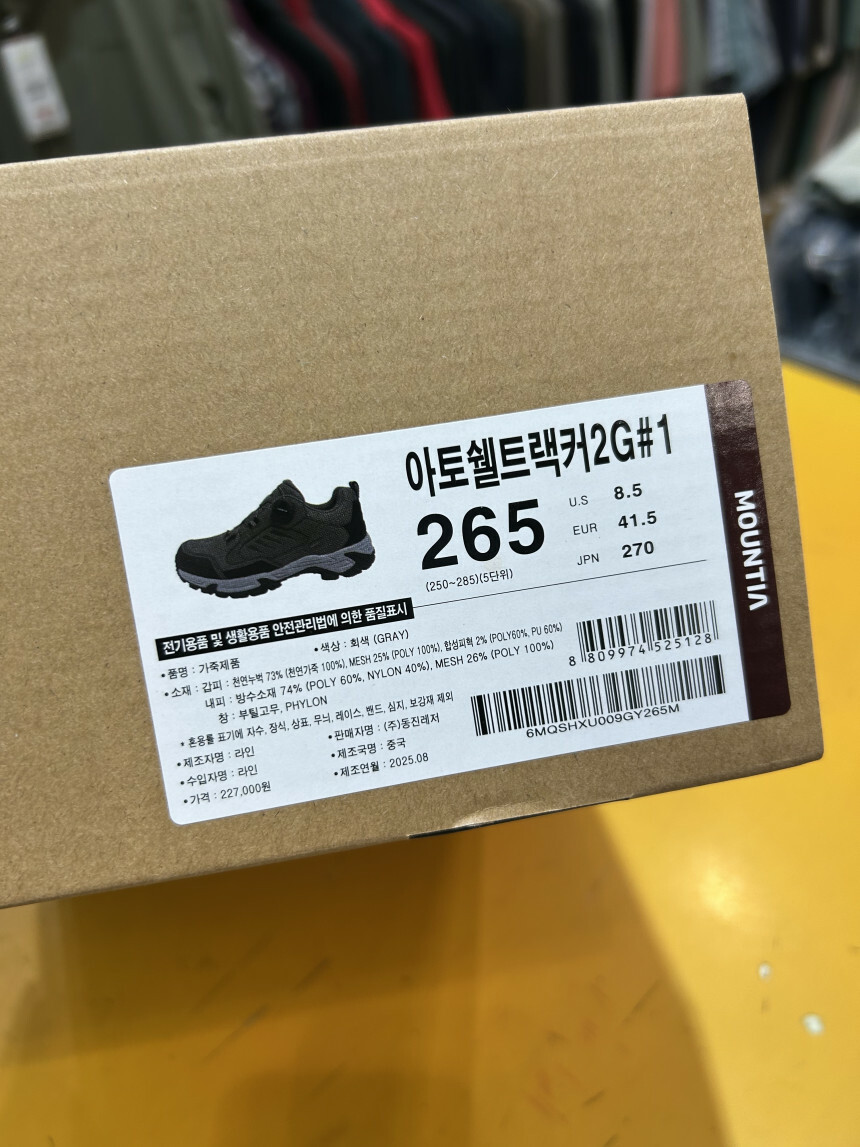 아토쉘트랙커2G#1
265
U.S 8.5
EUR 41.5
JPN 270
(250~285)(5단위)
MOUNTIA
전기용품 및 생활용품 안전관리법에 의한 품질표시
•품명 : 가죽제품 •색상 : 회색 (GRAY)
•소재 : 갑피 : 천연누벅 73% (천연가죽 100%), MESH 25% (POLY 100%), 합성피혁 2% (POLY60%, PU 60%)
내피 : 방수소재 74% (POLY 60%, NYLON 40%), MESH 26% (POLY 100%)
창 : 부틸고무, PHYLON
* 혼용률 표기에 자수, 장식, 상표, 무늬, 레이스, 밴드, 심지, 보강재 제외
•제조자명 : 라인 •판매자명 : (주)동진레저
•수입자명 : 라인 •제조국명 : 중국
•가격 : 227,000원 •제조연월 : 2025.08
8 809974 525128
6MQSHXU009GY265M